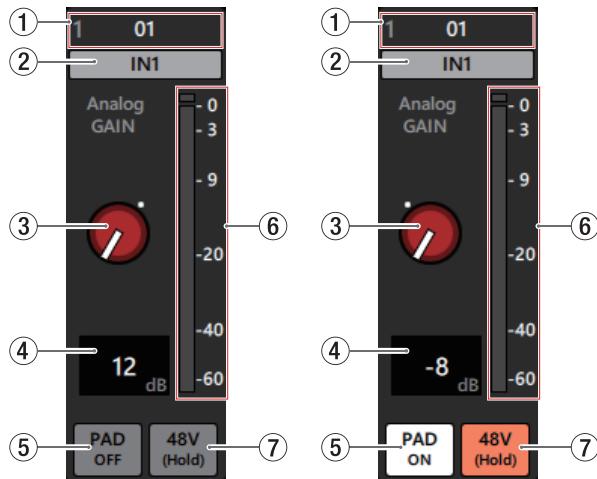 ① 1 01
② IN1
Analog
GAIN
0
-3
-9
③
⑥
-20
-40
④ 12
dB
-60
⑤ PAD
OFF
48V
(Hold) ⑦
① 1 01
② IN1
Analog
GAIN
0
-3
-9
③
⑥
-20
-40
④ -8
dB
-60
⑤ PAD
ON
48V
(Hold) ⑦